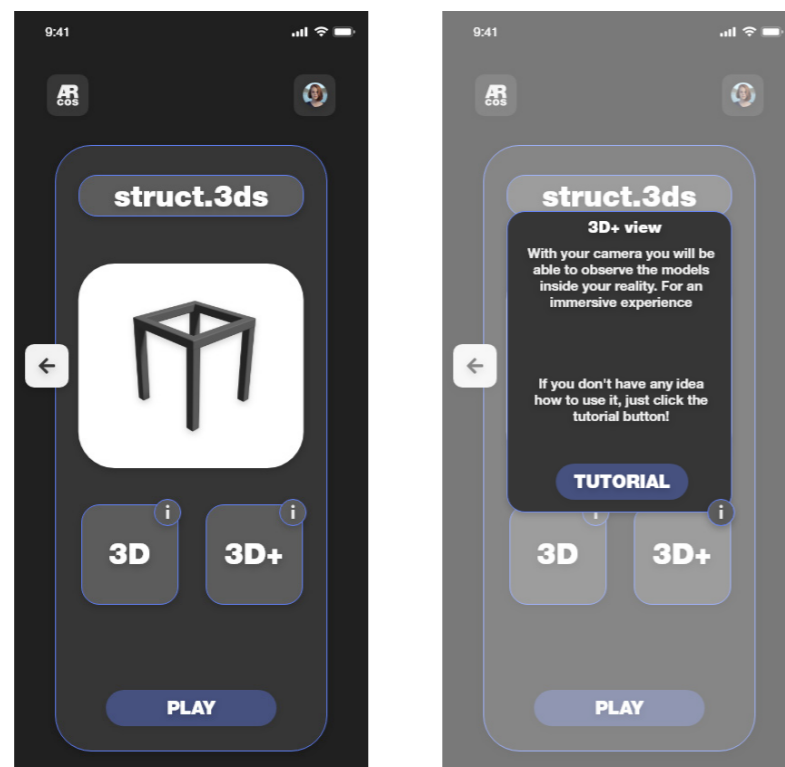 9:41
AR
cos
struct.3ds
i
i
3D
3D+
PLAY
9:41
AR
cos
struct.3ds
3D+ view
With your camera you will be
able to observe the models
inside your reality. For an
immersive experience
If you don't have any idea
how to use it, just click the
tutorial button!
TUTORIAL
i
i
3D
3D+
PLAY